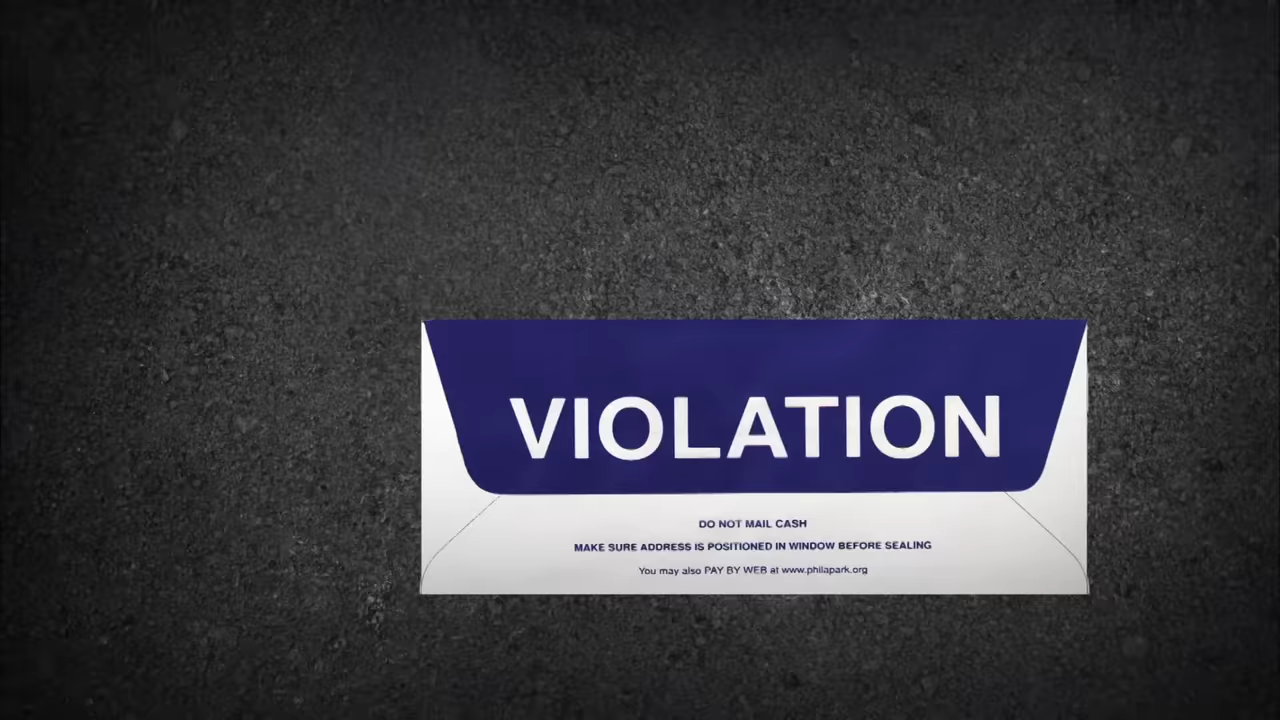 VIOLATION
DO NOT MAIL CASH
MAKE SURE ADDRESS IS POSITIONED IN WINDOW BEFORE SEALING
You may also PAY BY WEB at www.philapark.org